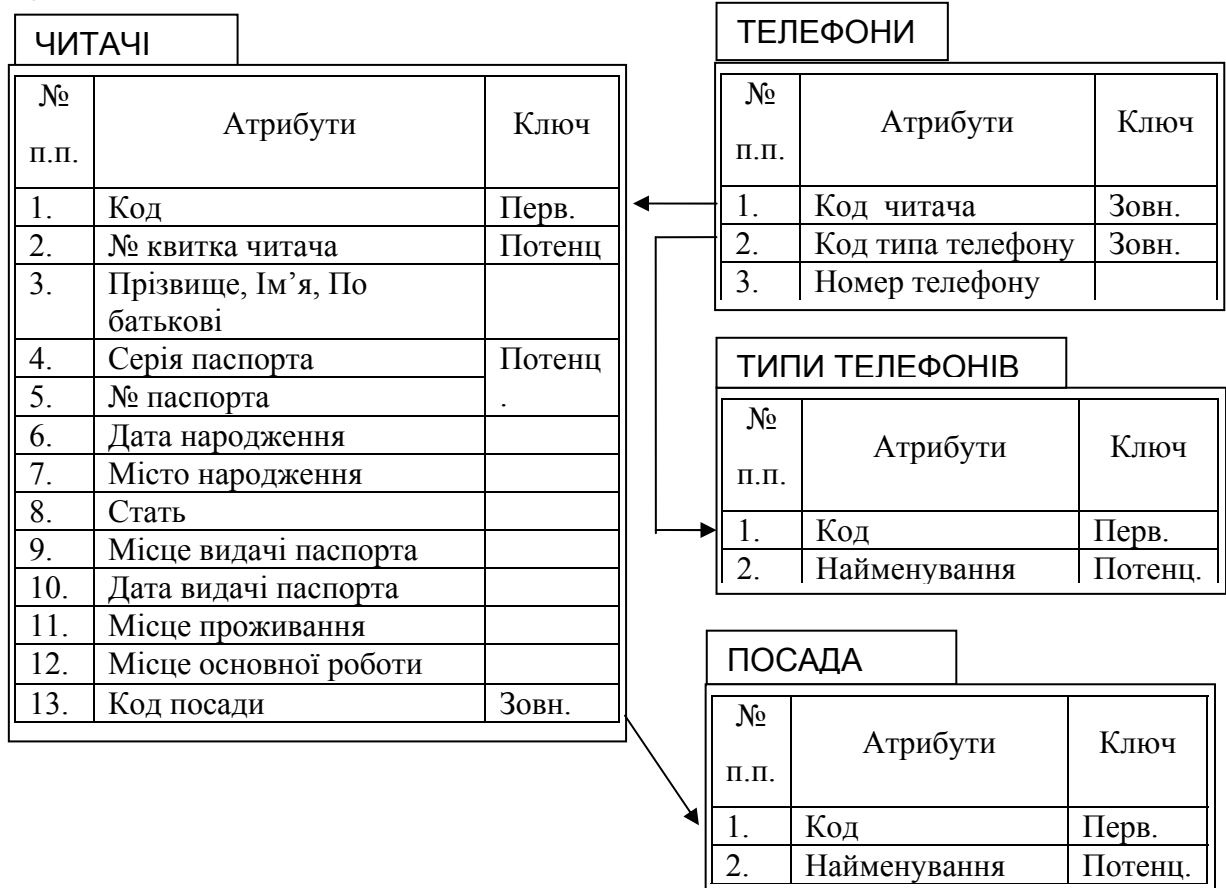 ЧИТАЧІ
№ п.п. Атрибути Ключ
1. Код Перв.
2. № квитка читача Потенц
3. Прізвище, Ім’я, По
батькові
4. Серія паспорта Потенц
5. № паспорта .
6. Дата народження
7. Місто народження
8. Стать
9. Місце видачі паспорта
10. Дата видачі паспорта
11. Місце проживання
12. Місце основної роботи
13. Код посади Зовн.
ТЕЛЕФОНИ
№ п.п. Атрибути Ключ
1. Код читача Зовн.
2. Код типа телефону Зовн.
3. Номер телефону
ТИПИ ТЕЛЕФОНІВ
№ п.п. Атрибути Ключ
1. Код Перв.
2. Найменування Потенц.
ПОСАДА
№ п.п. Атрибути Ключ
1. Код Перв.
2. Найменування Потенц.